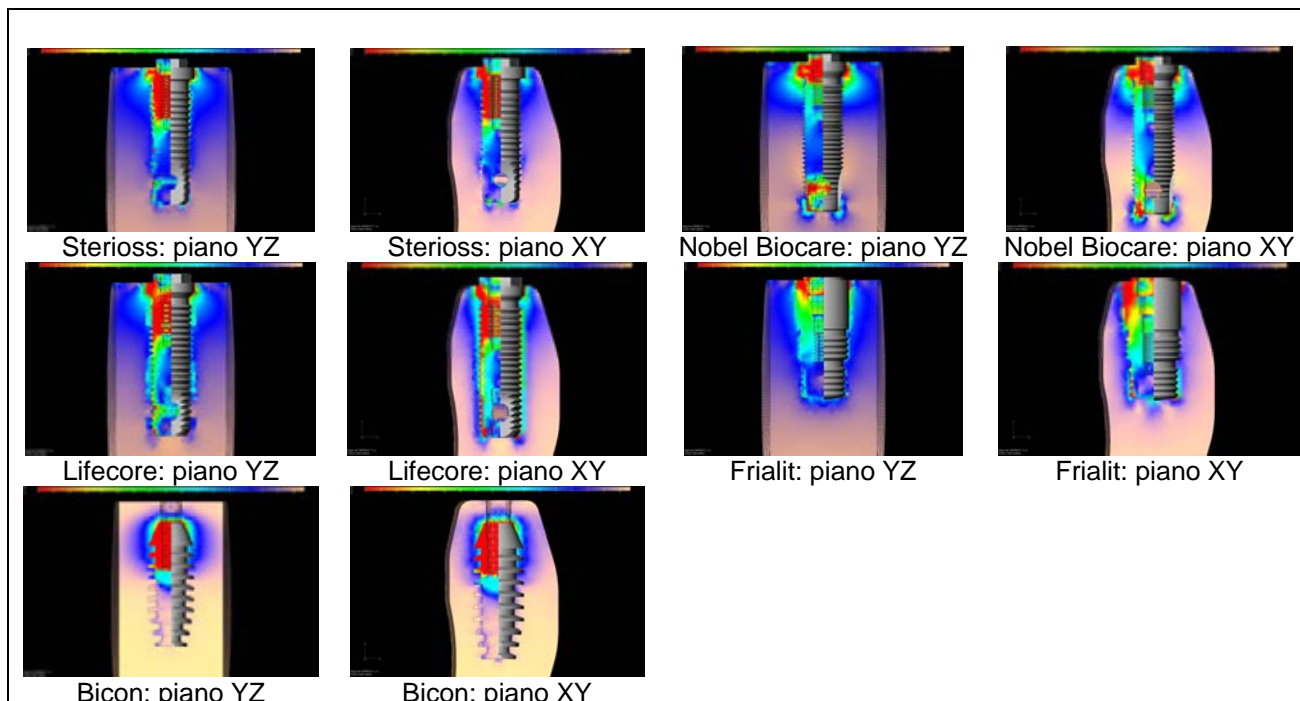 Sterioss: piano YZ
Sterioss: piano XY
Nobel Biocare: piano YZ
Nobel Biocare: piano XY
Lifecore: piano YZ
Lifecore: piano XY
Frialit: piano YZ
Frialit: piano XY
Bicon: piano YZ
Bicon: piano XY